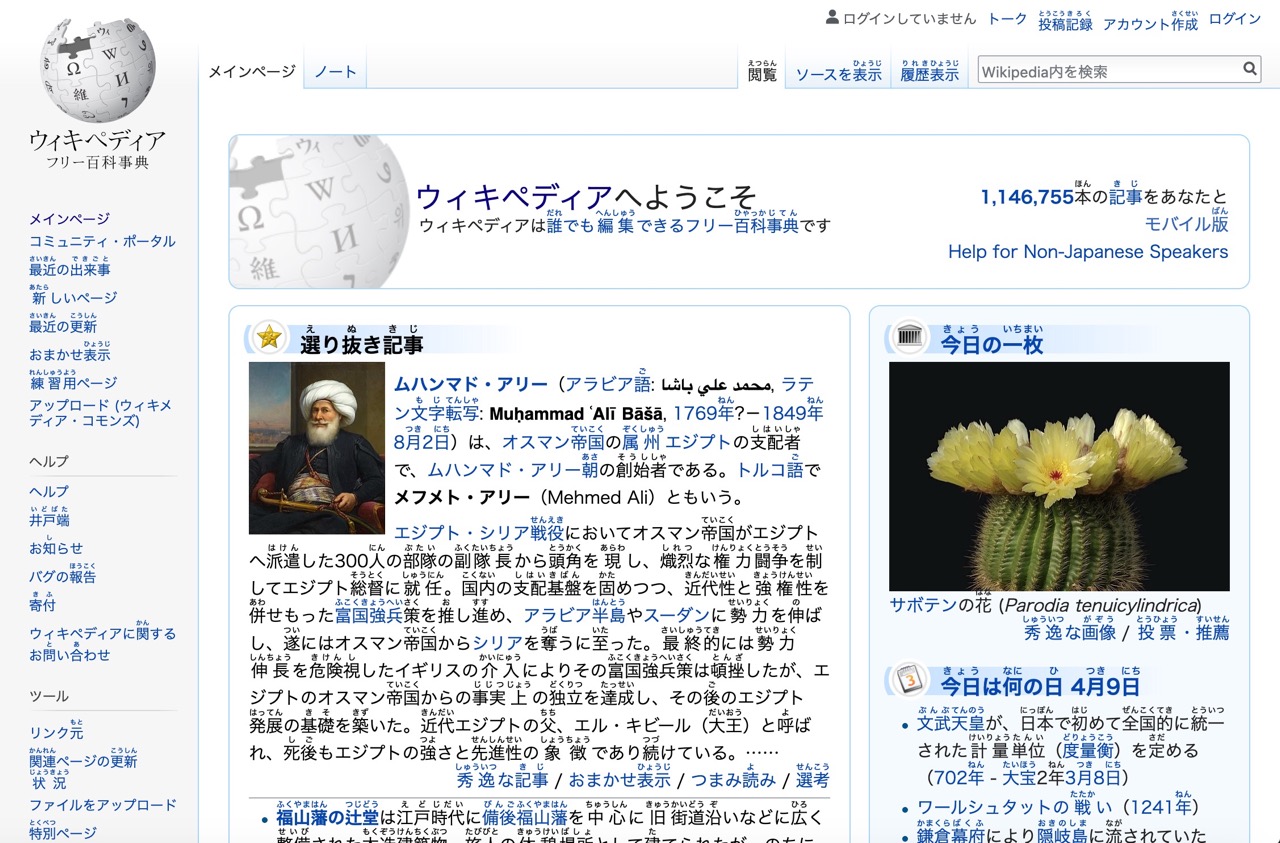 ウィキペディア
フリー百科事典
メインページ
コミュニティ・ポータル
最近の出来事
新しいページ
最近の更新
おまかせ表示
練習用ページ
アップロード (ウィキメ
ディア・コモンズ)
ヘルプ
ヘルプ
井戸端
お知らせ
バグの報告
寄付
ウィキペディアに関する
お問い合わせ
ツール
リンク元
関連ページの更新
状況
ファイルをアップロード
特別ページ
ログインしていません トーク 投稿記録 アカウント作成 ログイン
メインページ ノート 閲覧 ソースを表示 履歴表示 Wikipedia内を検索
ウィキペディアへようこそ
ウィキペディアは誰でも編集できるフリー百科事典です
1,146,755本の記事をあなたと
モバイル版
Help for Non-Japanese Speakers
選り抜き記事
ムハンマド・アリー（アラビア語: محمد علي باشا, ラテ
ン文字転写: Muḥammad ʿAlī Bāšā, 1769年?－1849年
8月2日）は、オスマン帝国の属州エジプトの支配者
で、ムハンマド・アリー朝の創始者である。トルコ語で
メフメト・アリー（Mehmed Ali）ともいう。
エジプト・シリア戦役においてオスマン帝国がエジプト
へ派遣した300人の部隊の副隊長から頭角を現し、熾烈な権力闘争を制
してエジプト総督に就任。国内の支配基盤を固めつつ、近代性と強権性を
併せもった富国強兵策を推し進め、アラビア半島やスーダンに勢力を伸ば
し、遂にはオスマン帝国からシリアを奪うに至った。最終的には勢力
伸長を危険視したイギリスの介入によりその富国強兵策は頓挫したが、エ
ジプトのオスマン帝国からの事実上の独立を達成し、その後のエジプト
発展の基礎を築いた。近代エジプトの父、エル・キビール（大王）と呼ば
れ、死後もエジプトの強さと先進性の象徴であり続けている。……
秀逸な記事 / おまかせ表示 / つまみ読み / 選考
福山藩の辻堂は江戸時代に備後福山藩を中心に旧街道沿いなどに広く
今日の一枚
サボテンの花 (Parodia tenuicylindrica)
秀逸な画像 / 投票・推薦
今日は何の日 4月9日
文武天皇が、日本で初めて全国的に統一
された計量単位（度量衡）を定める
（702年 - 大宝2年3月8日）
ワールシュタットの戦い（1241年）
鎌倉幕府により隠岐島に流されていた